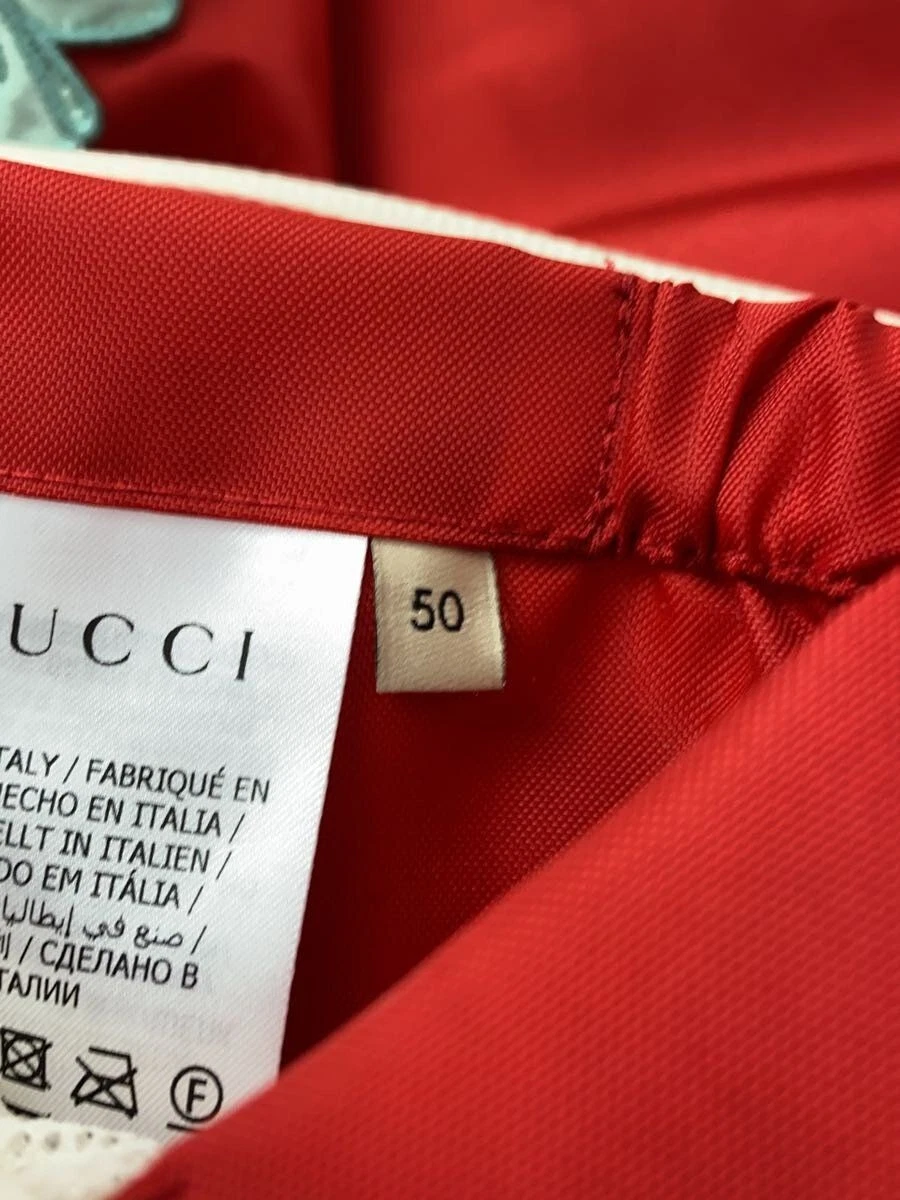 UCCI
50
TALY / FABRIQUÉ EN
HECHO EN ITALIA /
ELLT IN ITALIEN /
DO EM ITÁLIA /
/ صنع في إيطاليا
/ СДЕЛАНО В
ТАЛИИ
F